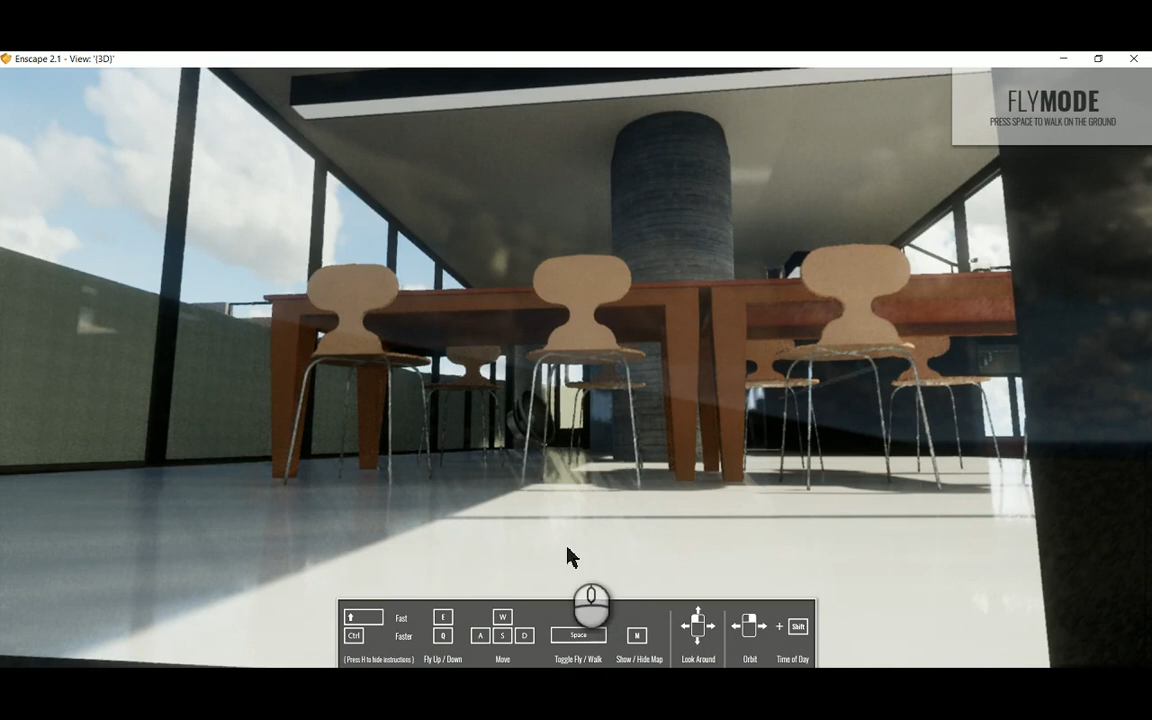 Enscape 2.1 - View: '{3D}'
FLYMODE
PRESS SPACE TO WALK ON THE GROUND
Fast
E
W
Ctrl
Faster
Q
A
S
D
Space
M
+
Shift
( Press H to hide instructions )
Fly Up / Down
Move
Toggle Fly / Walk
Show / Hide Map
Look Around
Orbit
Time of Day